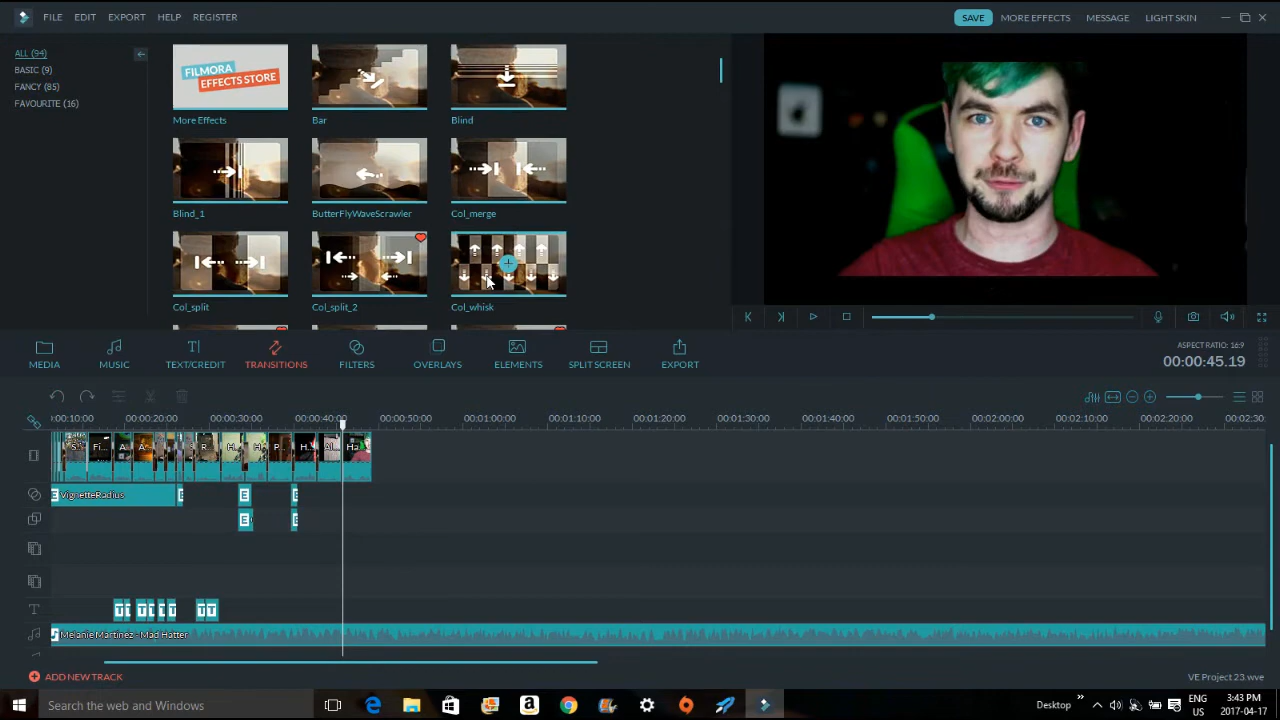 FILE EDIT EXPORT HELP REGISTER SAVE MORE EFFECTS MESSAGE LIGHT SKIN
ALL (94)
BASIC (9)
FANCY (85)
FAVOURITE (16)
FILMORA
EFFECTS STORE
More Effects Bar Blind
Blind_1 ButterFlyWaveScrawler Col_merge
Col_split Col_split_2 Col_whisk
MEDIA MUSIC TEXT/CREDIT TRANSITIONS FILTERS OVERLAYS ELEMENTS SPLIT SCREEN EXPORT
ASPECT RATIO: 16:9
00:00:45.19
00:00:20:00 00:00:30:00 00:00:40:00 00:00:50:00 00:01:00:00 00:01:10:00 00:01:20:00 00:01:30:00 00:01:40:00 00:01:50:00 00:02:00:00 00:02:10:00 00:02:20:00 00:02:30:
VignetteRadius
Melanie Martinez - Mad Hatter
ADD NEW TRACK VE Project 23.wve
Search the web and Windows Desktop ENG 3:43 PM
US 2017-04-17